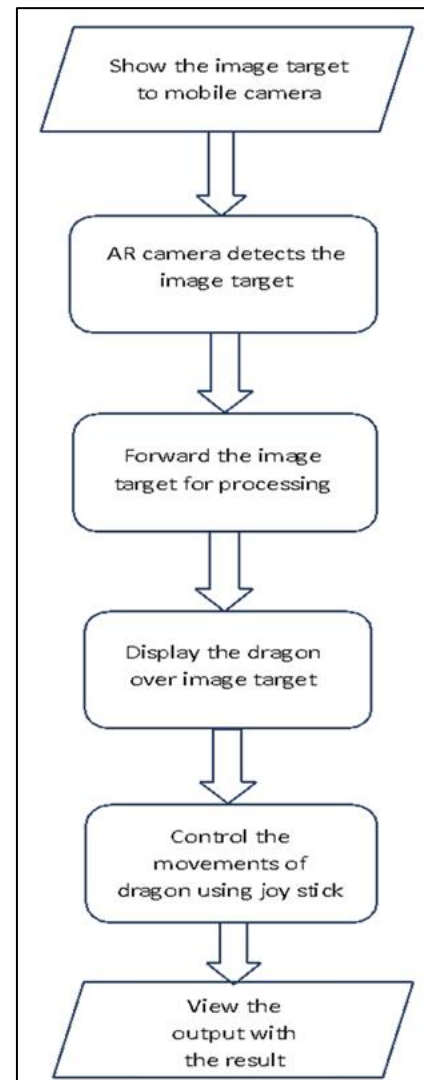 Show the image target
to mobile camera
AR camera detects the
image target
Forward the image
target for processing
Display the dragon
over image target
Control the
movements of
dragon using joy stick
View the
output with
the result